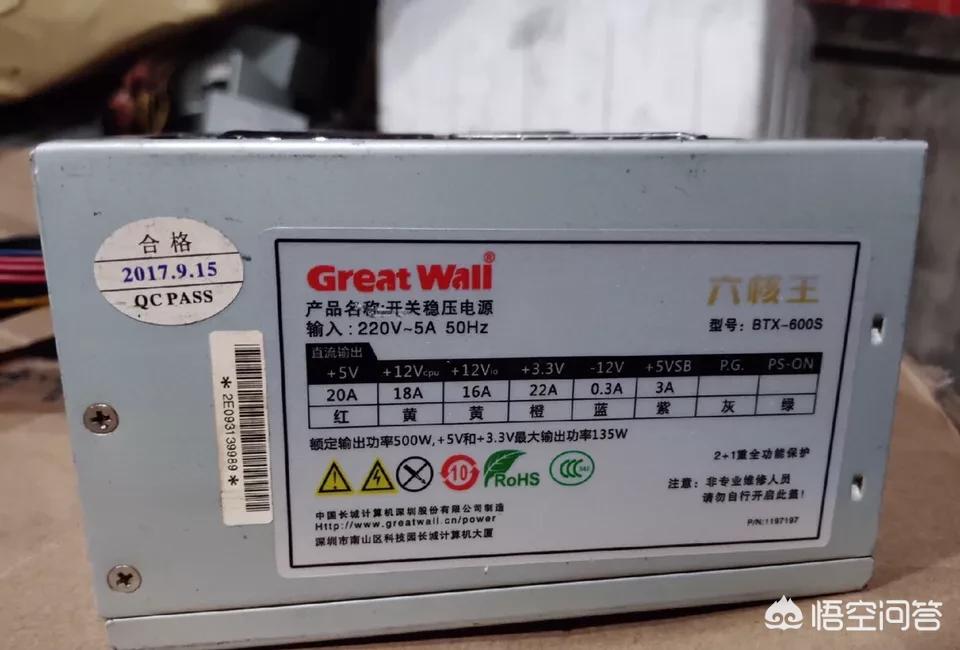 合格
2017.9.15
QC PASS
*2E093139989*
Great Wall®
六核王
产品名称:开关稳压电源
型号: BTX-600S
输入: 220V~5A 50Hz
直流输出
+5V +12Vcpu +12Vio +3.3V -12V +5VSB P.G. PS-ON
20A 18A 16A 22A 0.3A 3A
红 黄 黄 橙 蓝 紫 灰 绿
额定输出功率500W,+5V和+3.3V最大输出功率135W
2+1重全功能保护
10
RoHS
CCC
注意: 非专业维修人员
请勿自行开启此盖!
中国长城计算机深圳股份有限公司制造
Http://www.greatwall.cn/power
深圳市南山区科技园长城计算机大厦
P/N:1197197
悟空问答